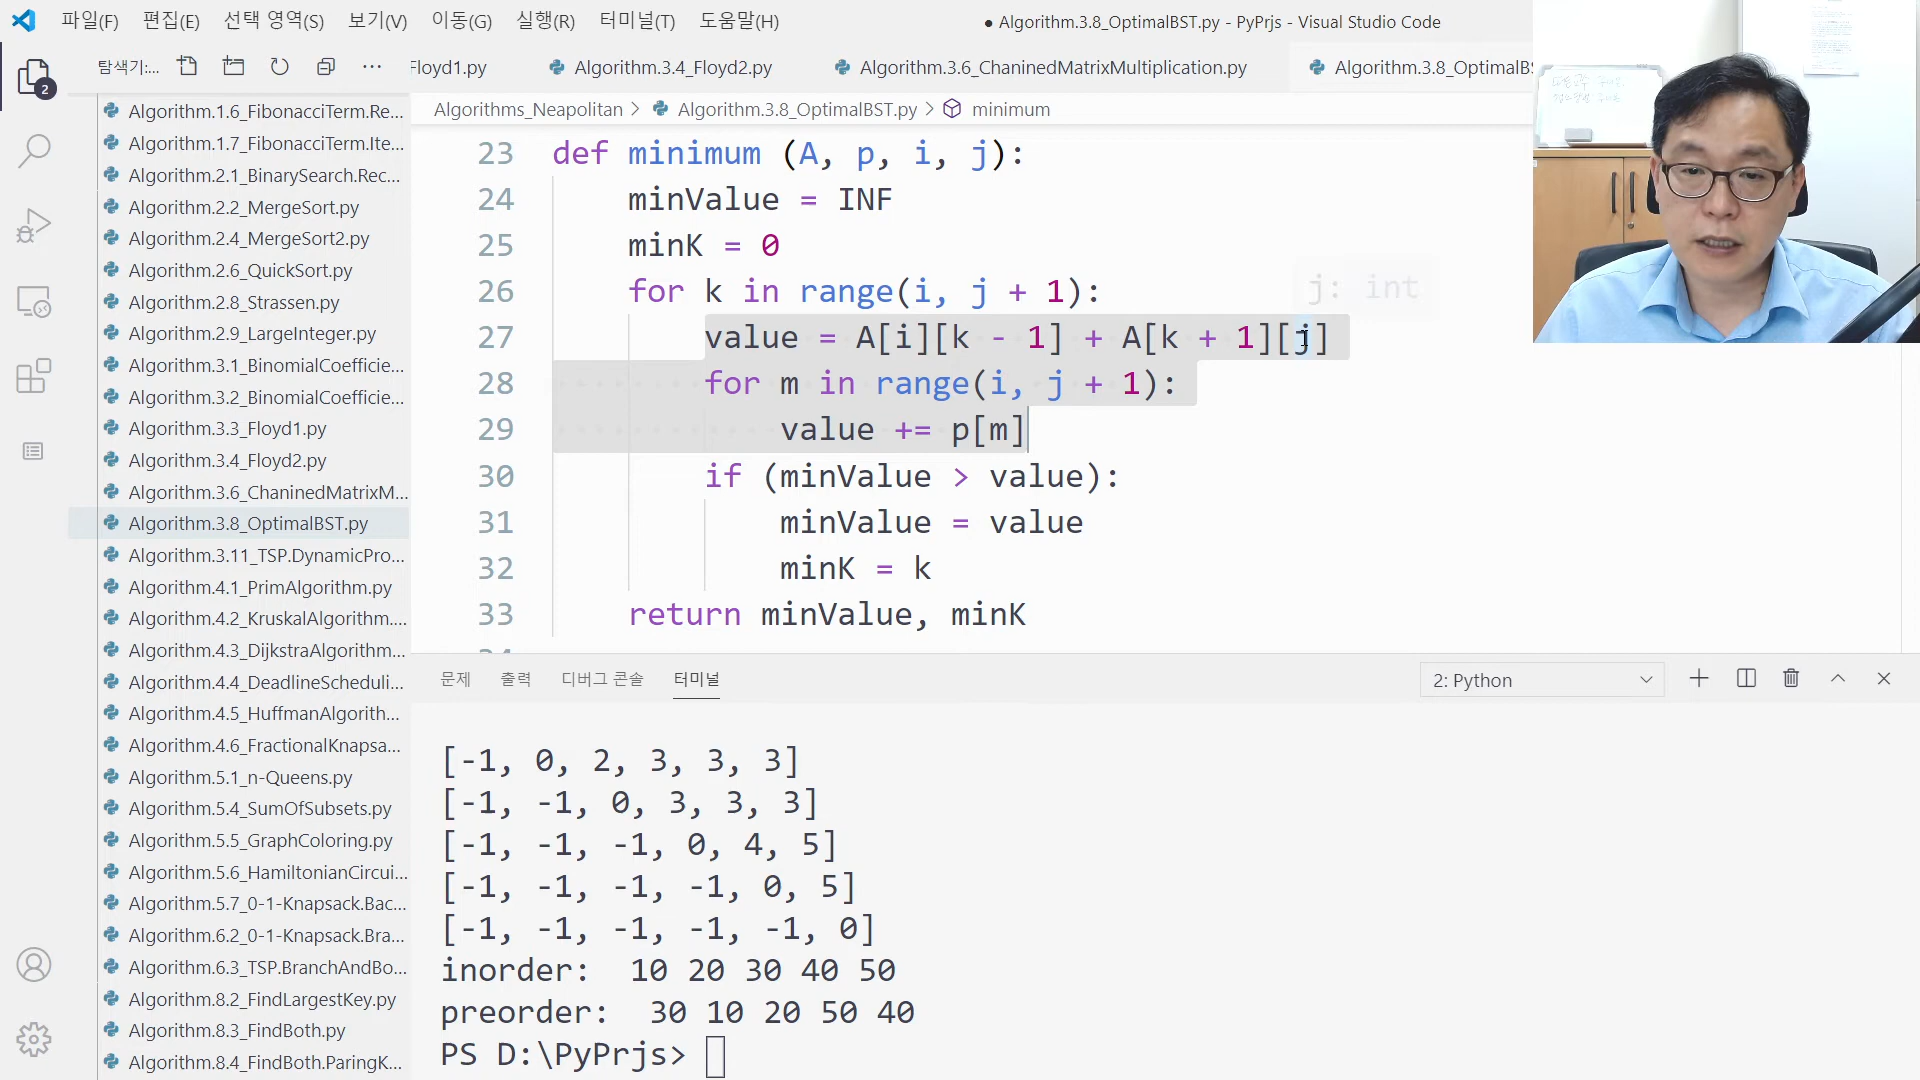 파일(F) 편집(E) 선택 영역(S) 보기(V) 이동(G) 실행(R) 터미널(T) 도움말(H)
● Algorithm.3.8_OptimalBST.py - PyPrjs - Visual Studio Code
탐색기:... ···
Floyd1.py Algorithm.3.4_Floyd2.py Algorithm.3.6_ChaninedMatrixMultiplication.py Algorithm.3.8_OptimalBS
2
Algorithms_Neapolitan > Algorithm.3.8_OptimalBST.py > minimum
Algorithm.1.6_FibonacciTerm.Re...
Algorithm.1.7_FibonacciTerm.Ite...
Algorithm.2.1_BinarySearch.Rec...
Algorithm.2.2_MergeSort.py
Algorithm.2.4_MergeSort2.py
Algorithm.2.6_QuickSort.py
Algorithm.2.8_Strassen.py
Algorithm.2.9_LargeInteger.py
Algorithm.3.1_BinomialCoefficie...
Algorithm.3.2_BinomialCoefficie...
Algorithm.3.3_Floyd1.py
Algorithm.3.4_Floyd2.py
Algorithm.3.6_ChaninedMatrixM...
Algorithm.3.8_OptimalBST.py
Algorithm.3.11_TSP.DynamicPro...
Algorithm.4.1_PrimAlgorithm.py
Algorithm.4.2_KruskalAlgorithm....
Algorithm.4.3_DijkstraAlgorithm...
Algorithm.4.4_DeadlineScheduli...
Algorithm.4.5_HuffmanAlgorith...
Algorithm.4.6_FractionalKnapsa...
Algorithm.5.1_n-Queens.py
Algorithm.5.4_SumOfSubsets.py
Algorithm.5.5_GraphColoring.py
Algorithm.5.6_HamiltonianCircui...
Algorithm.5.7_0-1-Knapsack.Bac...
Algorithm.6.2_0-1-Knapsack.Bra...
Algorithm.6.3_TSP.BranchAndBo...
Algorithm.8.2_FindLargestKey.py
Algorithm.8.3_FindBoth.py
Algorithm.8.4_FindBoth.ParingK...
23 def minimum (A, p, i, j):
24 minValue = INF
25 minK = 0
26 for k in range(i, j + 1):
j: int
27 value = A[i][k - 1] + A[k + 1][j]
28 for m in range(i, j + 1):
29 value += p[m]
30 if (minValue > value):
31 minValue = value
32 minK = k
33 return minValue, minK
문제 출력 디버그 콘솔 터미널
2: Python
[-1, 0, 2, 3, 3, 3]
[-1, -1, 0, 3, 3, 3]
[-1, -1, -1, 0, 4, 5]
[-1, -1, -1, -1, 0, 5]
[-1, -1, -1, -1, -1, 0]
inorder: 10 20 30 40 50
preorder: 30 10 20 50 40
PS D:\PyPrjs>